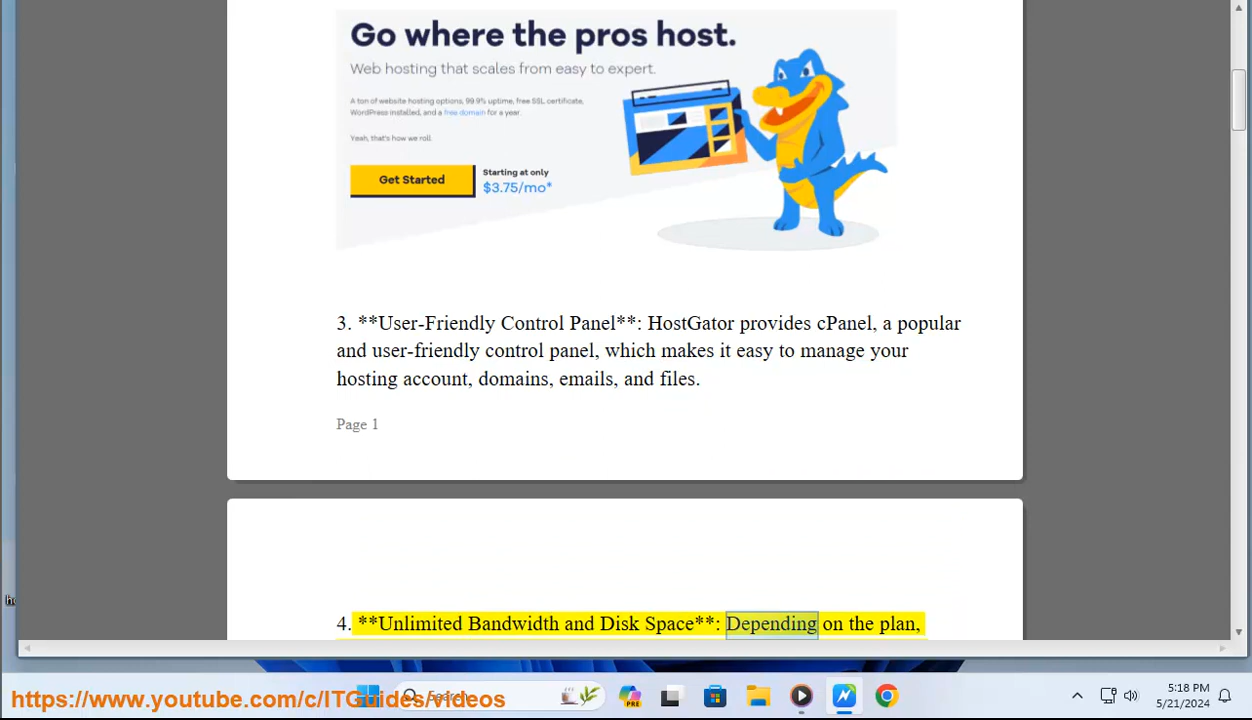 Go where the pros host.
Web hosting that scales from easy to expert.
A ton of website hosting options, 99.9% uptime, free SSL certificate,
WordPress installed, and a free domain for a year.
Yeah, that's how we roll.
Get Started
Starting at only
$3.75/mo*
3. **User-Friendly Control Panel**: HostGator provides cPanel, a popular
and user-friendly control panel, which makes it easy to manage your
hosting account, domains, emails, and files.
Page 1
4. **Unlimited Bandwidth and Disk Space**: Depending on the plan,
https://www.youtube.com/c/ITGuides/videos
Search
PRE
5:18 PM
5/21/2024